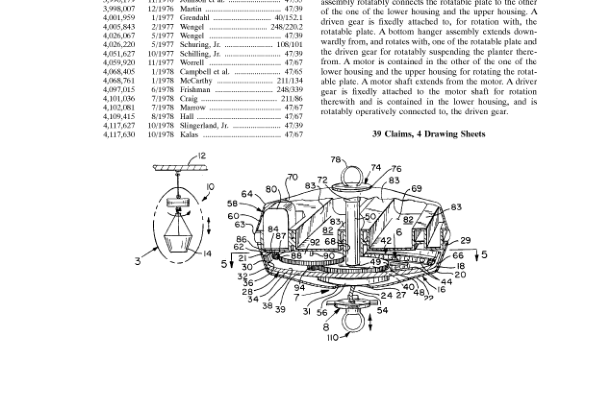 12/1976 Martin ........................ 47/39
4,001,959 1/1977 Grendahl ................ 40/152.1
4,005,843 2/1977 Wengel ................ 248/220.2
4,026,067 5/1977 Wengel ........................ 47/39
4,026,220 5/1977 Schuring, Jr. ............ 108/101
4,051,627 10/1977 Schilling, Jr. ................ 47/39
4,059,920 11/1977 Worrell ........................ 47/67
4,068,405 1/1978 Campbell et al. ............ 47/65
4,068,761 1/1978 McCarthy ................ 211/134
4,097,015 6/1978 Frishman ................ 248/339
4,101,036 7/1978 Craig ........................ 211/86
4,102,081 7/1978 Morrow ........................ 47/67
4,109,415 8/1978 Hall ........................ 47/67
4,117,627 10/1978 Slingerland, Jr. ............ 47/39
4,117,630 10/1978 Kalas ........................ 47/67
assembly rotatably connects the rotatable plate to the other
of the one of the lower housing and the upper housing. A
driven gear is fixedly attached to, for rotation with, the
rotatable plate. A bottom hanger assembly extends down-
wardly from, and rotates with, one of the rotatable plate and
the driven gear for rotatably suspending the planter there-
from. A motor is contained in the other of the one of the
lower housing and the upper housing for rotating the rotat-
able plate. A motor shaft extends from the motor. A driver
gear is fixedly attached to the motor shaft for rotation
therewith and is contained in the lower housing, and is
rotatably operatively connected to, the driven gear.
39 Claims, 4 Drawing Sheets
12
10
14
3
78
74
76
70
72
83
83
80
64
69
58
60
63
83
50
82
82
83
6
84
87
86
62
92
68
42
29
5
21
88
90
49
66
5
30
32
36
28
34
38
39
94
7
31
56
24
27
40
48
22
16
44
20
18
54
8
110